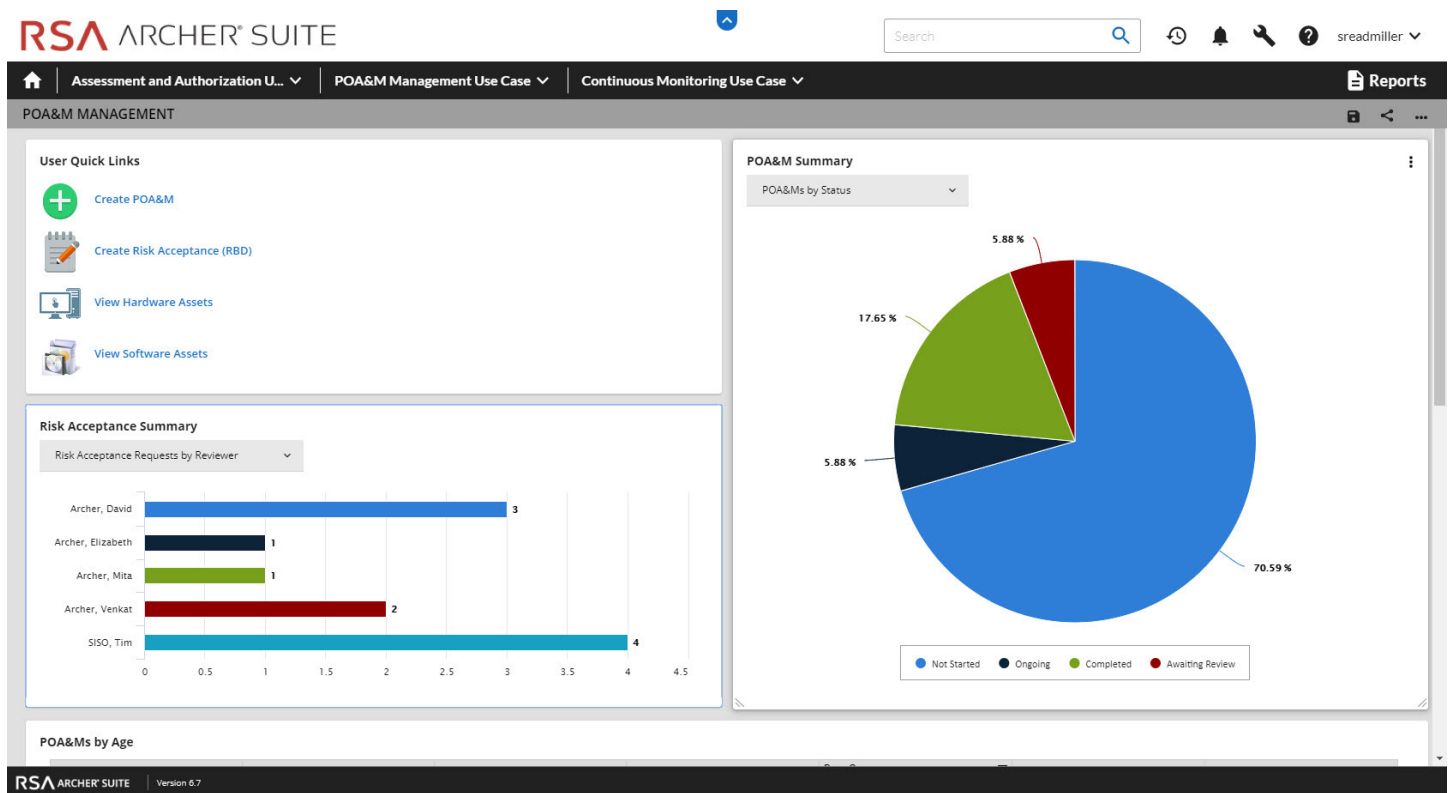 RSA ARCHER® SUITE
Search
sreadmiller
Assessment and Authorization U...
POA&M Management Use Case
Continuous Monitoring Use Case
Reports
POA&M MANAGEMENT
User Quick Links
Create POA&M
Create Risk Acceptance (RBD)
View Hardware Assets
View Software Assets
Risk Acceptance Summary
Risk Acceptance Requests by Reviewer
Archer, David
3
Archer, Elizabeth
1
Archer, Mita
1
Archer, Venkat
2
SISO, Tim
4
0 0.5 1 1.5 2 2.5 3 3.5 4 4.5
POA&M Summary
POA&Ms by Status
5.88 %
17.65 %
5.88 %
70.59 %
Not Started Ongoing Completed Awaiting Review
POA&Ms by Age
RSA ARCHER® SUITE Version 6.7